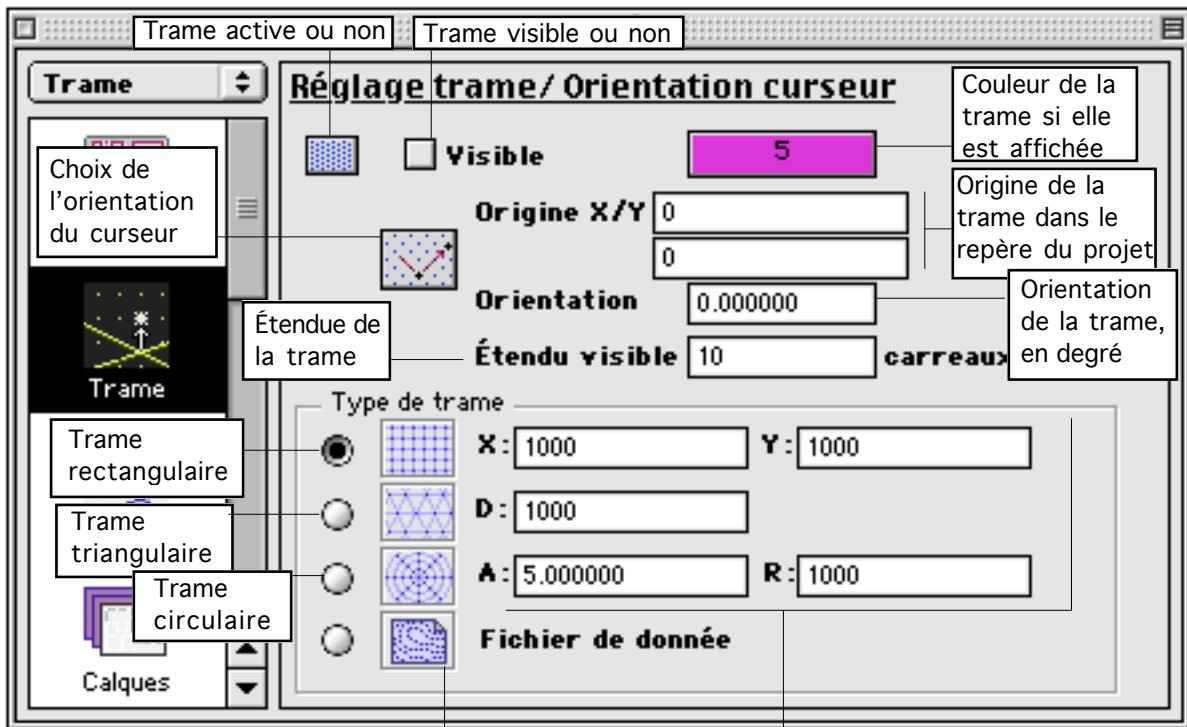 Trame active ou non
Trame visible ou non
Trame
Réglage trame/ Orientation curseur
Couleur de la
trame si elle
est affichée
Visible
5
Choix de
l'orientation
du curseur
Origine X/Y
0
0
Origine de la
trame dans le
repère du projet
Orientation
0.000000
Orientation
de la trame,
en degré
Étendue de
la trame
Étendu visible
10
carreaux
Trame
Type de trame
Trame
rectangulaire
X:
1000
Y:
1000
Trame
triangulaire
D:
1000
Trame
circulaire
A:
5.000000
R:
1000
Fichier de donnée
Calques